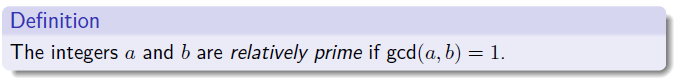 Definition
The integers a and b are relatively prime if gcd(a, b) = 1.